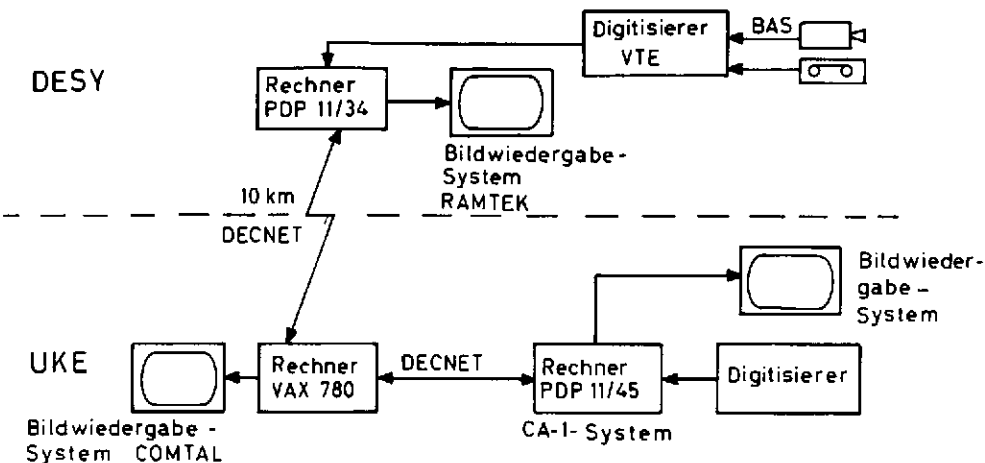 DESY
Digitisierer
VTE
BAS
Rechner
PDP 11/34
Bildwiedergabe-
System
RAMTEK
10 km
DECNET
UKE
Bildwieder-
gabe-
System
Rechner
VAX 780
DECNET
Rechner
PDP 11/45
Digitisierer
CA-1-System
Bildwiedergabe-
System COMTAL